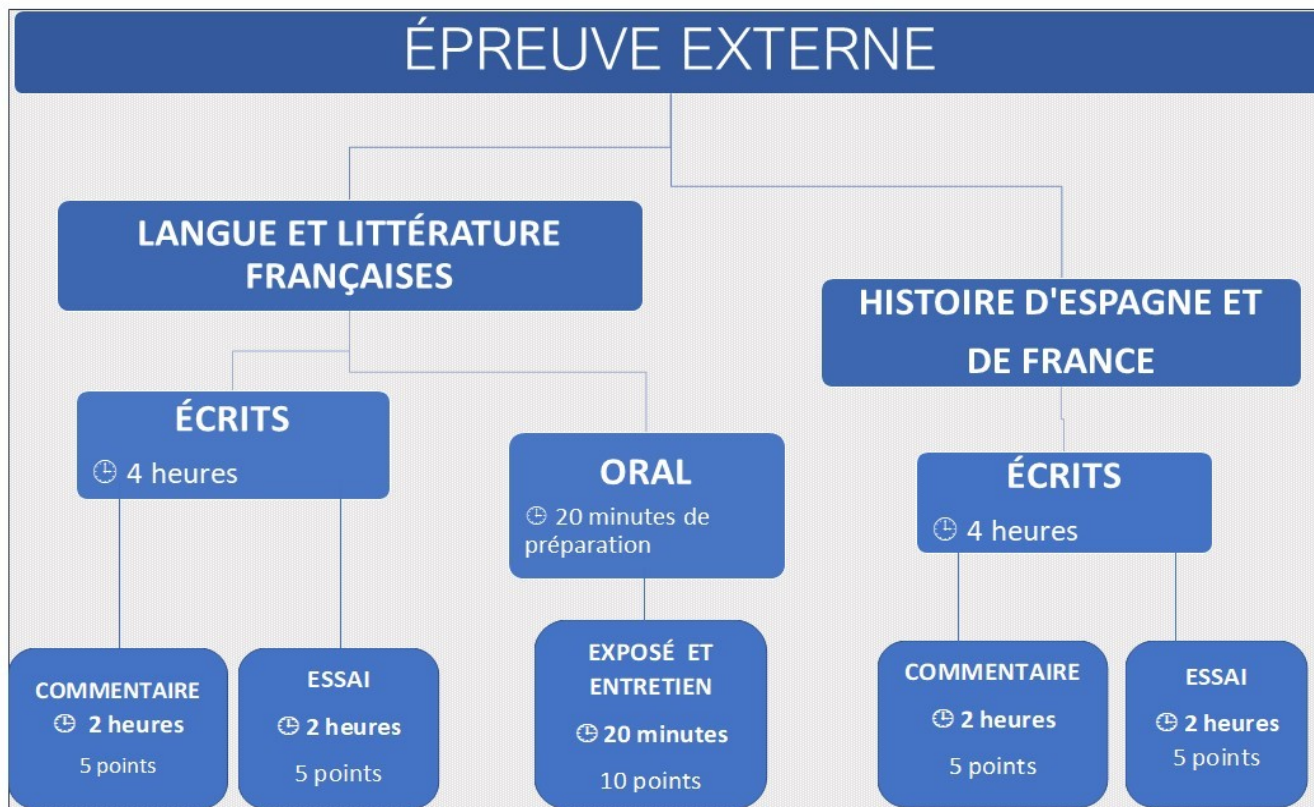 ÉPREUVE EXTERNE
LANGUE ET LITTÉRATURE
FRANÇAISES
ÉCRITS
🕒 4 heures
COMMENTAIRE
🕒 2 heures
5 points
ESSAI
🕒 2 heures
5 points
ORAL
🕒 20 minutes de
préparation
EXPOSÉ ET
ENTRETIEN
🕒 20 minutes
10 points
HISTOIRE D'ESPAGNE ET
DE FRANCE
ÉCRITS
🕒 4 heures
COMMENTAIRE
🕒 2 heures
5 points
ESSAI
🕒 2 heures
5 points